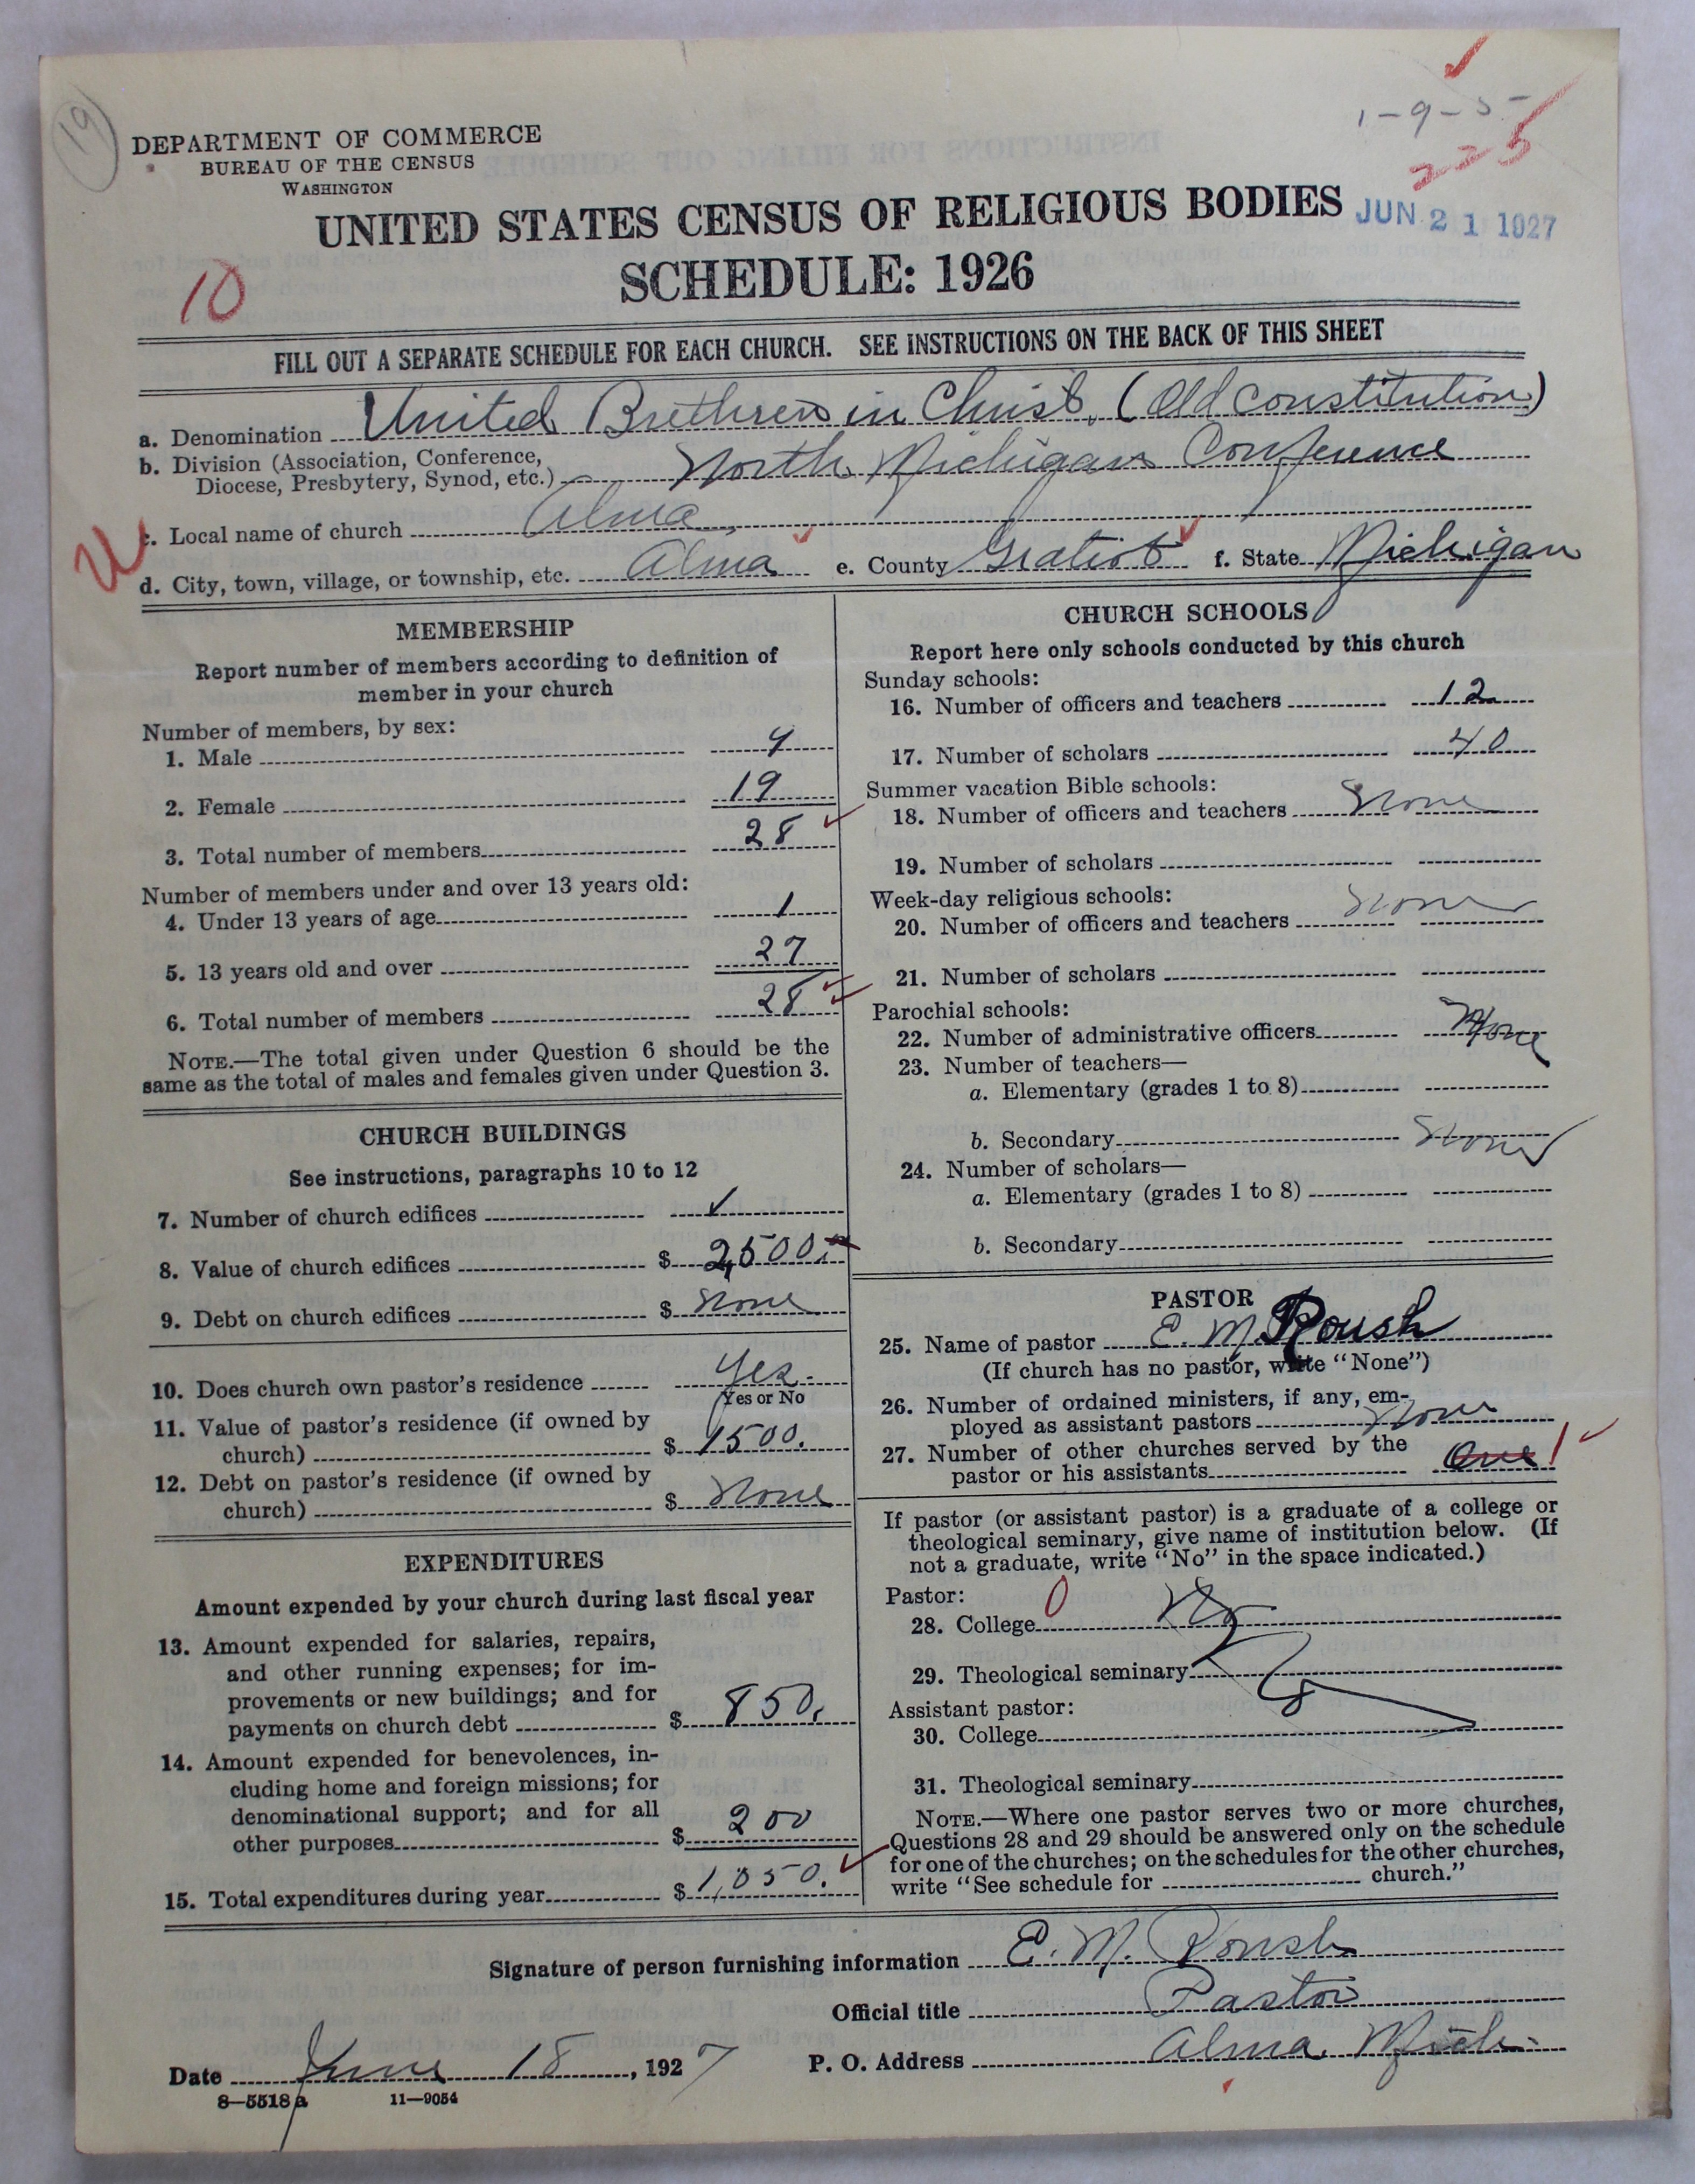 19
DEPARTMENT OF COMMERCE
BUREAU OF THE CENSUS
WASHINGTON
1-9-5-
225
UNITED STATES CENSUS OF RELIGIOUS BODIES
JUN 21 1927
SCHEDULE: 1926
10
FILL OUT A SEPARATE SCHEDULE FOR EACH CHURCH. SEE INSTRUCTIONS ON THE BACK OF THIS SHEET
a. Denomination United Brethren in Christ, (Old Constitution)
b. Division (Association, Conference,
Diocese, Presbytery, Synod, etc.) North Michigan Conference
c. Local name of church Alma
U
d. City, town, village, or township, etc. Alma e. County Gratiot f. State Michigan
MEMBERSHIP
Report number of members according to definition of
member in your church
Number of members, by sex:
1. Male 9
2. Female 19
3. Total number of members 28
Number of members under and over 13 years old:
4. Under 13 years of age 1
5. 13 years old and over 27
6. Total number of members 28
NOTE.—The total given under Question 6 should be the
same as the total of males and females given under Question 3.
CHURCH BUILDINGS
See instructions, paragraphs 10 to 12
7. Number of church edifices ✓
8. Value of church edifices $ 2,500.
9. Debt on church edifices $ None
10. Does church own pastor's residence Yes.
Yes or No
11. Value of pastor's residence (if owned by
church) $ 1500.
12. Debt on pastor's residence (if owned by
church) $ None
EXPENDITURES
Amount expended by your church during last fiscal year
13. Amount expended for salaries, repairs,
and other running expenses; for im-
provements or new buildings; and for
payments on church debt $ 850.
14. Amount expended for benevolences, in-
cluding home and foreign missions; for
denominational support; and for all
other purposes $ 200
15. Total expenditures during year $ 1,050.
CHURCH SCHOOLS
Report here only schools conducted by this church
Sunday schools:
16. Number of officers and teachers 12
17. Number of scholars 40
Summer vacation Bible schools:
18. Number of officers and teachers None
19. Number of scholars
Week-day religious schools:
20. Number of officers and teachers None
21. Number of scholars
Parochial schools:
22. Number of administrative officers None
23. Number of teachers—
a. Elementary (grades 1 to 8)
b. Secondary None
24. Number of scholars—
a. Elementary (grades 1 to 8)
b. Secondary
PASTOR
25. Name of pastor E. M. Roush
(If church has no pastor, write "None")
26. Number of ordained ministers, if any, em-
ployed as assistant pastors None
27. Number of other churches served by the
pastor or his assistants One 1
If pastor (or assistant pastor) is a graduate of a college or
theological seminary, give name of institution below. (If
not a graduate, write "No" in the space indicated.)
Pastor:
28. College 0 No
29. Theological seminary
Assistant pastor:
30. College
31. Theological seminary
NOTE.—Where one pastor serves two or more churches,
Questions 28 and 29 should be answered only on the schedule
for one of the churches; on the schedules for the other churches,
write "See schedule for church."
Signature of person furnishing information E. M. Roush
Official title Pastor
Date June 18, 1927 P. O. Address Alma, Mich.
8-5518 a 11-9054